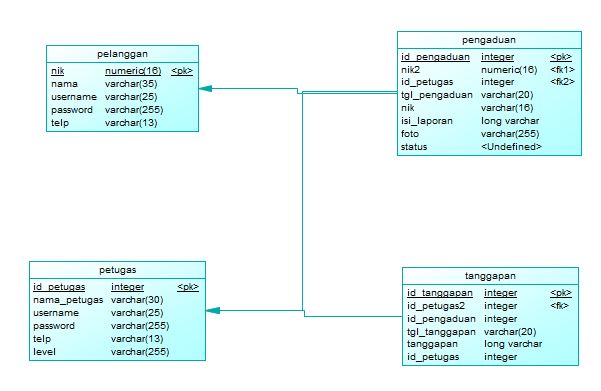 pelanggan
nik numeric(16) <pk>
nama varchar(35)
username varchar(25)
password varchar(255)
telp varchar(13)
pengaduan
id_pengaduan integer <pk>
nik2 numeric(16) <fk1>
id_petugas integer <fk2>
tgl_pengaduan varchar(20)
nik varchar(16)
isi_laporan long varchar
foto varchar(255)
status <Undefined>
petugas
id_petugas integer <pk>
nama_petugas varchar(30)
username varchar(25)
password varchar(255)
telp varchar(13)
level varchar(255)
tanggapan
id_tanggapan integer <pk>
id_petugas2 integer <fk>
id_pengaduan integer
tgl_tanggapan varchar(20)
tanggapan long varchar
id_petugas integer